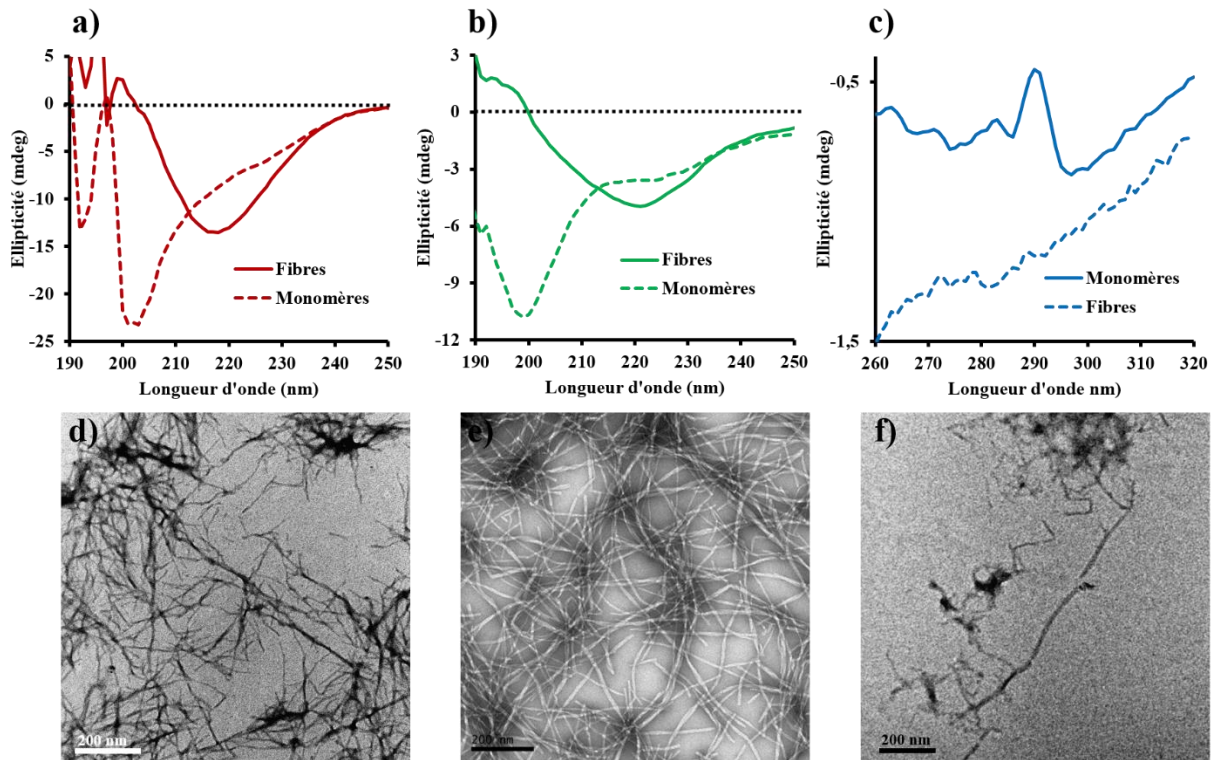 a)
Ellipticité (mdeg)
5
0
-5
-10
-15
-20
-25
Fibres
Monomères
190 200 210 220 230 240 250
Longueur d'onde (nm)
b)
Ellipticité (mdeg)
3
0
-3
-6
-9
-12
Fibres
Monomères
190 200 210 220 230 240 250
Longueur d'onde (nm)
c)
Ellipticité (mdeg)
-0,5
-1,5
Monomères
Fibres
260 270 280 290 300 310 320
Longueur d'onde nm)
d)
200 nm
e)
200 nm
f)
200 nm